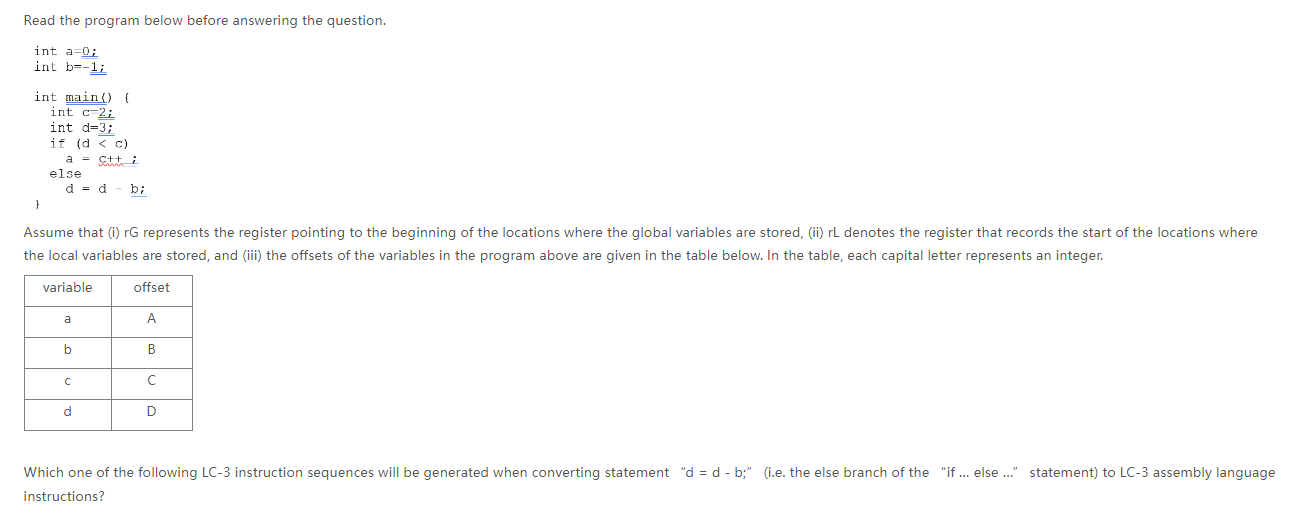 Read the program below before answering the question.
int a=0;
int b=-1;
int main() {
int c=2;
int d=3;
if (d < c)
a = c++ ;
else
d = d - b;
}
Assume that (i) rG represents the register pointing to the beginning of the locations where the global variables are stored, (ii) rL denotes the register that records the start of the locations where
the local variables are stored, and (iii) the offsets of the variables in the program above are given in the table below. In the table, each capital letter represents an integer.
variable offset
a A
b B
c C
d D
Which one of the following LC-3 instruction sequences will be generated when converting statement “d = d - b;” (i.e. the else branch of the “if ... else ...” statement) to LC-3 assembly language
instructions?